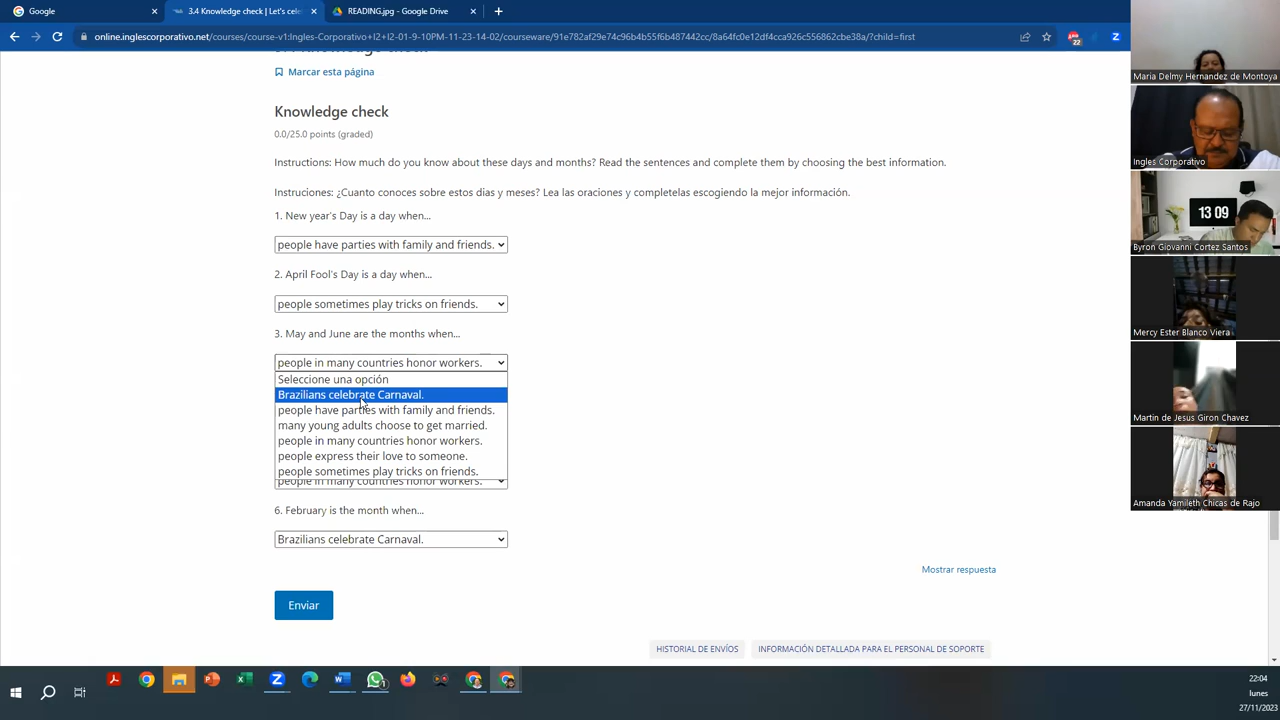 Google
3.4 Knowledge check | Let's cele
READING.jpg - Google Drive
online.inglescorporativo.net/courses/course-v1:Ingles-Corporativo+I2+I2-01-9-10PM-11-23-14-02/courseware/91e782af29e74c96b4b55f6b487442cc/8a64fc0e12df4cca926c556862cbe38a/?child=first
22
Marcar esta página
Knowledge check
0.0/25.0 points (graded)
Instructions: How much do you know about these days and months? Read the sentences and complete them by choosing the best information.
Instruciones: ¿Cuanto conoces sobre estos dias y meses? Lea las oraciones y completelas escogiendo la mejor información.
1. New year's Day is a day when...
people have parties with family and friends.
2. April Fool's Day is a day when...
people sometimes play tricks on friends.
3. May and June are the months when...
people in many countries honor workers.
Seleccione una opción
Brazilians celebrate Carnaval.
people have parties with family and friends.
many young adults choose to get married.
people in many countries honor workers.
people express their love to someone.
people sometimes play tricks on friends.
people in many countries honor workers.
6. February is the month when...
Brazilians celebrate Carnaval.
Mostrar respuesta
Enviar
HISTORIAL DE ENVÍOS
INFORMACIÓN DETALLADA PARA EL PERSONAL DE SOPORTE
Maria Delmy Hernandez de Montoya
Ingles Corporativo
13 09
Byron Giovanni Cortez Santos
Mercy Ester Blanco Viera
Martin de Jesus Giron Chavez
Amanda Yamileth Chicas de Rajo
22:04
lunes
27/11/2023